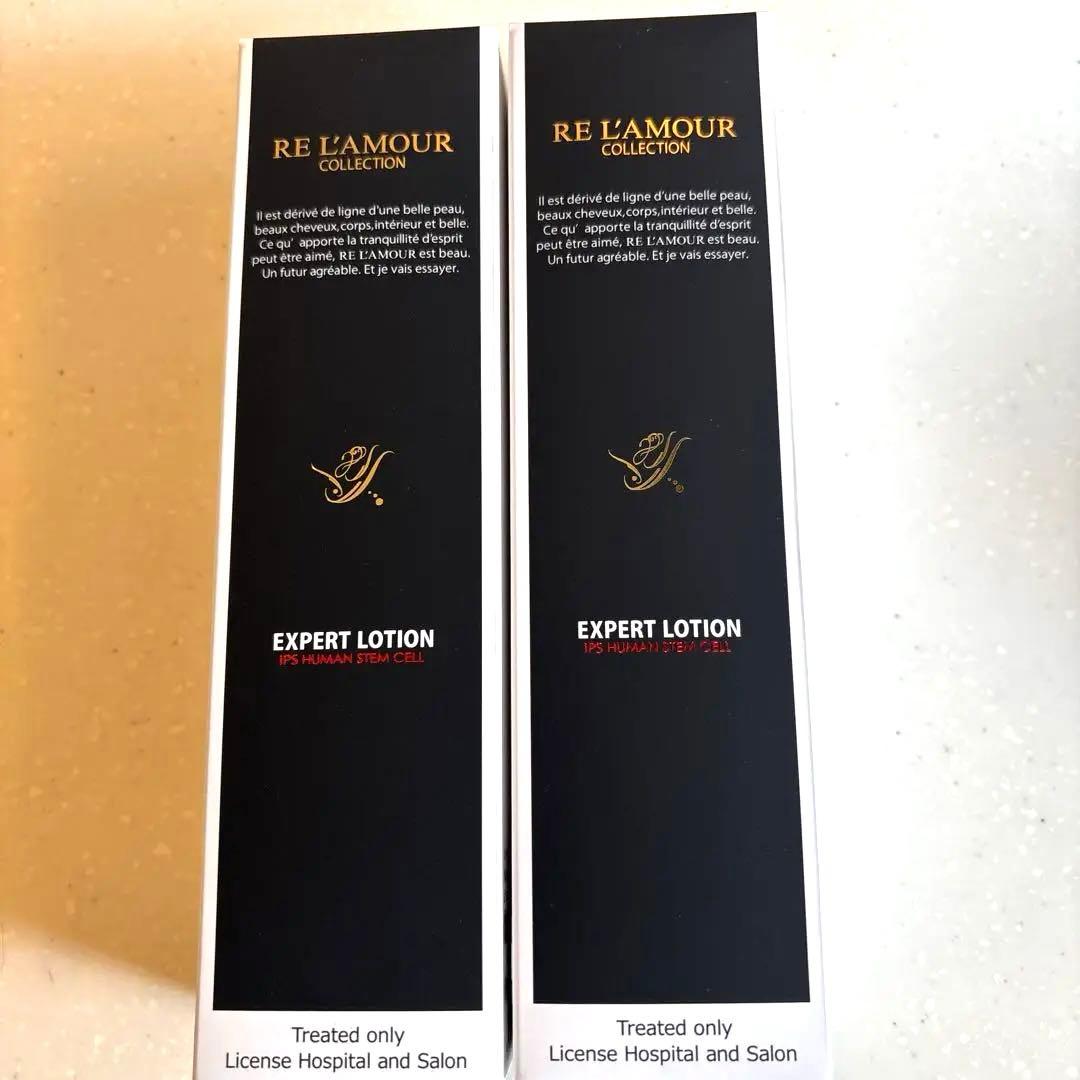 RE L'AMOUR
COLLECTION
Il est dérivé de ligne d'une belle peau,
beaux cheveux,corps,intérieur et belle.
Ce qu' apporte la tranquillité d'esprit
peut être aimé, RE L'AMOUR est beau.
Un futur agréable. Et je vais essayer.
EXPERT LOTION
IPS HUMAN STEM CELL
Treated only
License Hospital and Salon
RE L'AMOUR
COLLECTION
Il est dérivé de ligne d'une belle peau,
beaux cheveux,corps,intérieur et belle.
Ce qu' apporte la tranquillité d'esprit
peut être aimé, RE L'AMOUR est beau.
Un futur agréable. Et je vais essayer.
EXPERT LOTION
IPS HUMAN STEM CELL
Treated only
License Hospital and Salon